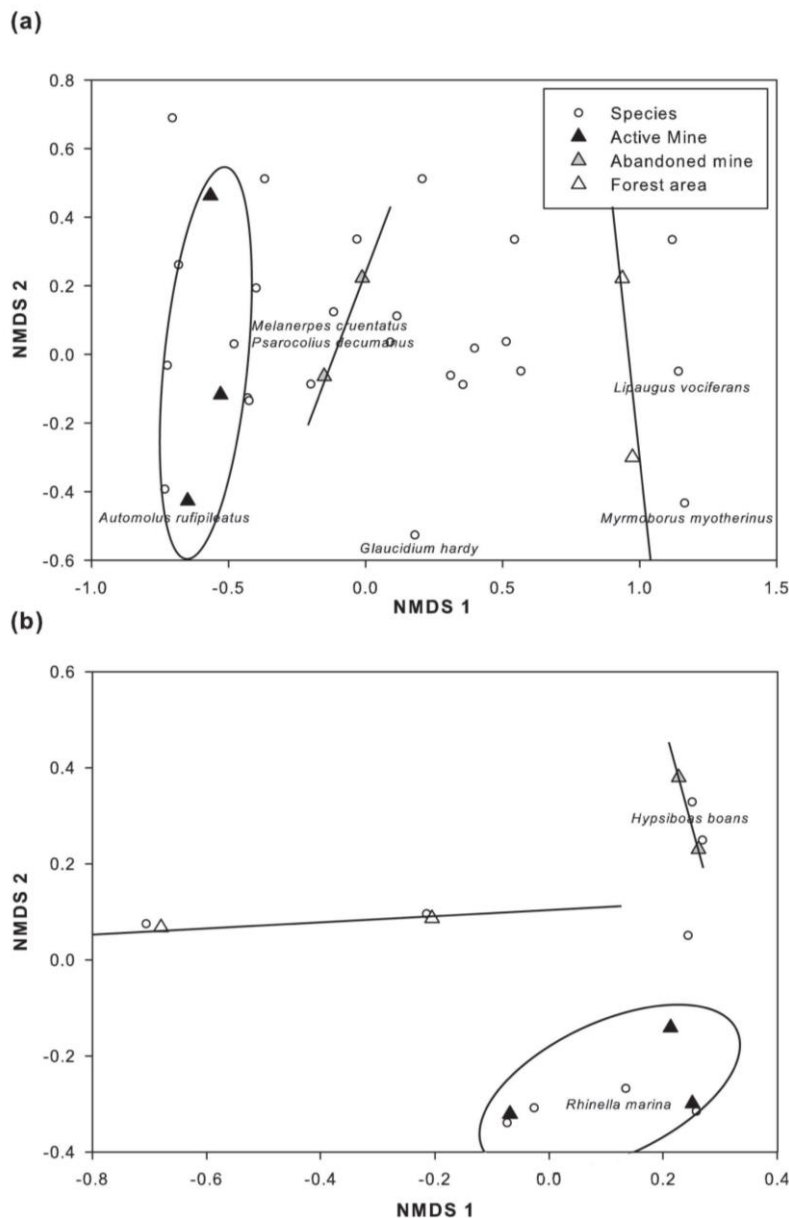 (a)
0.8
0.6
0.4
0.2
0.0
-0.2
-0.4
-0.6
NMDS 2
Species
Active Mine
Abandoned mine
Forest area
Melanerpes cruentatus
Psarocolius decumanus
Lipaugus vociferans
Automolus rufipileatus
Myrmoborus myotherinus
Glaucidium hardy
-1.0 -0.5 0.0 0.5 1.0 1.5
NMDS 1
(b)
0.6
0.4
0.2
0.0
-0.2
-0.4
NMDS 2
Hypsiboas boans
Rhinella marina
-0.8 -0.6 -0.4 -0.2 0.0 0.2 0.4
NMDS 1